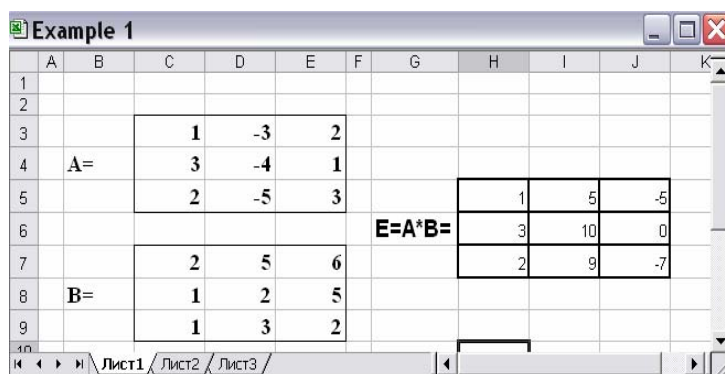 Example 1
A B C D E F G H I J K
1
2
3 1 -3 2
4 A= 3 -4 1
5 2 -5 3 1 5 -5
6 E=A*B= 3 10 0
7 2 5 6 2 9 -7
8 B= 1 2 5
9 1 3 2
10
Лист1 Лист2 Лист3